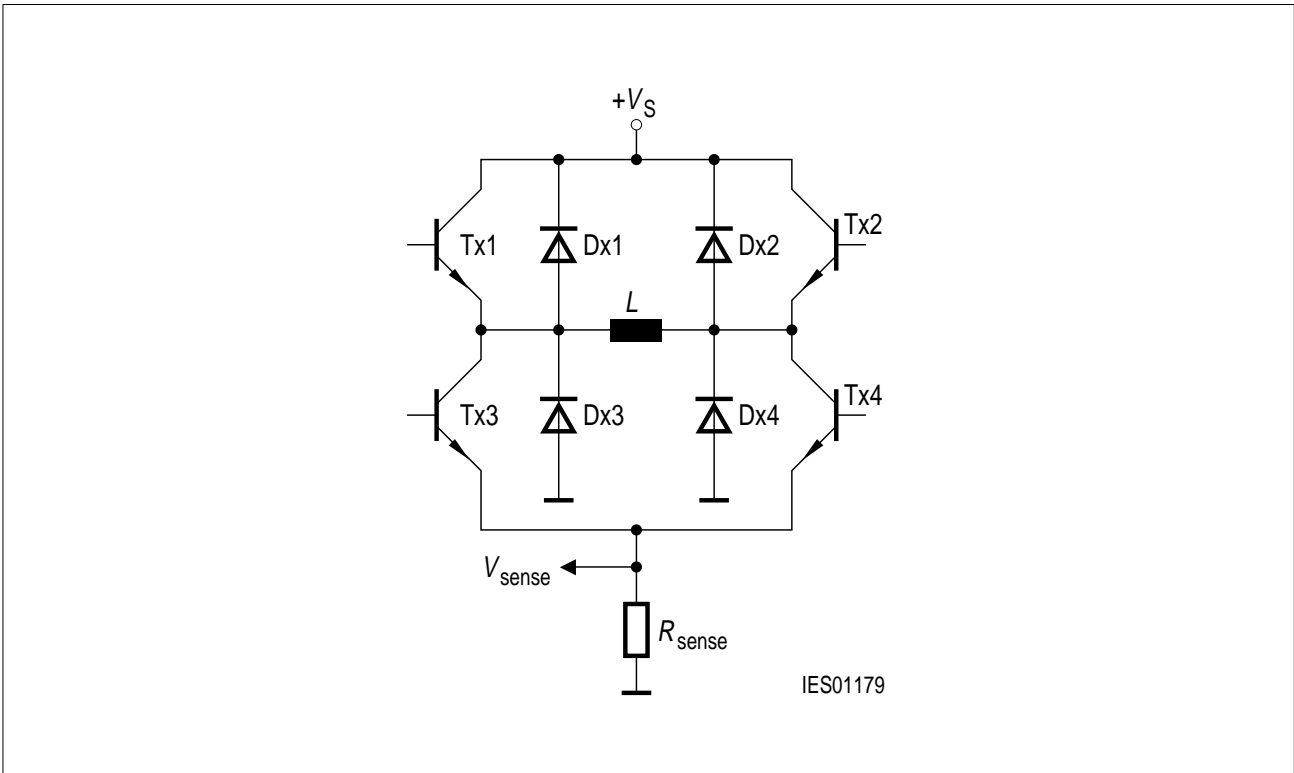 +VS
Tx1 Dx1 Dx2 Tx2
L
Tx3 Dx3 Dx4 Tx4
Vsense
Rsense
IES01179